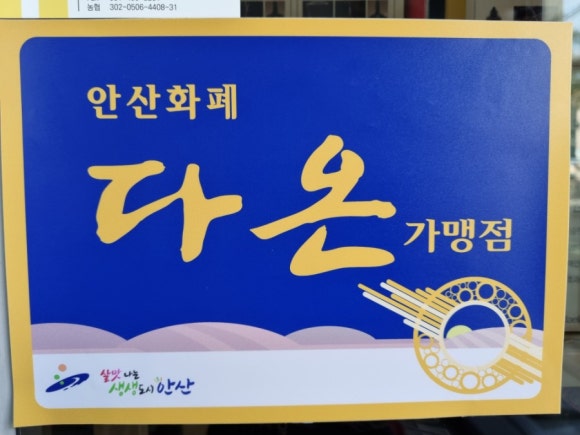 농협 302-0506-4408-31
안산화폐
다온 가맹점
살맛나는
생생도시 안산